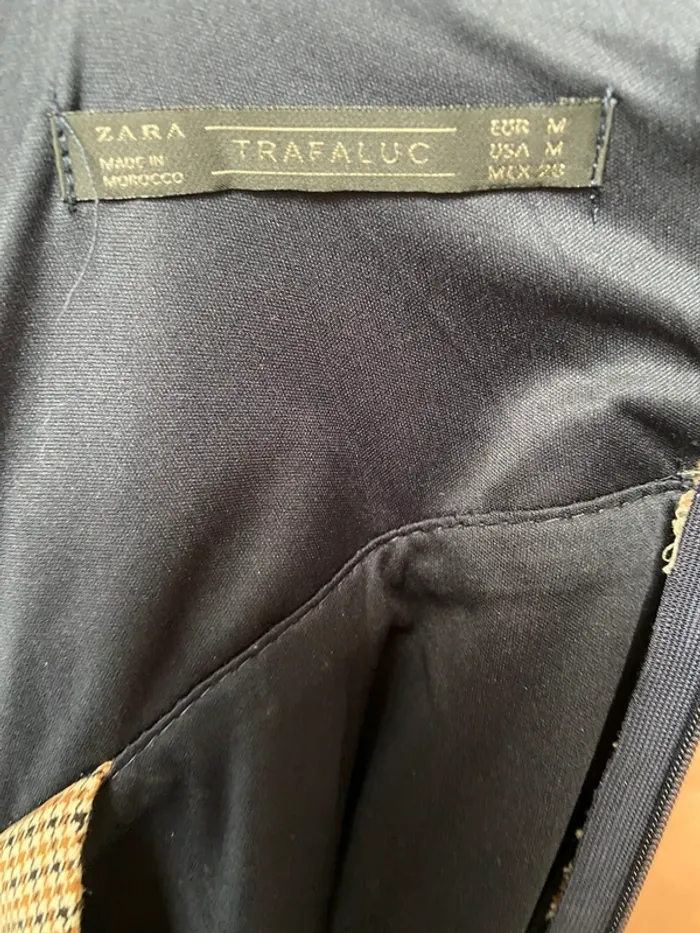 ZARA
MADE IN
MOROCCO
TRAFALUC
EUR M
USA M
MEX 28